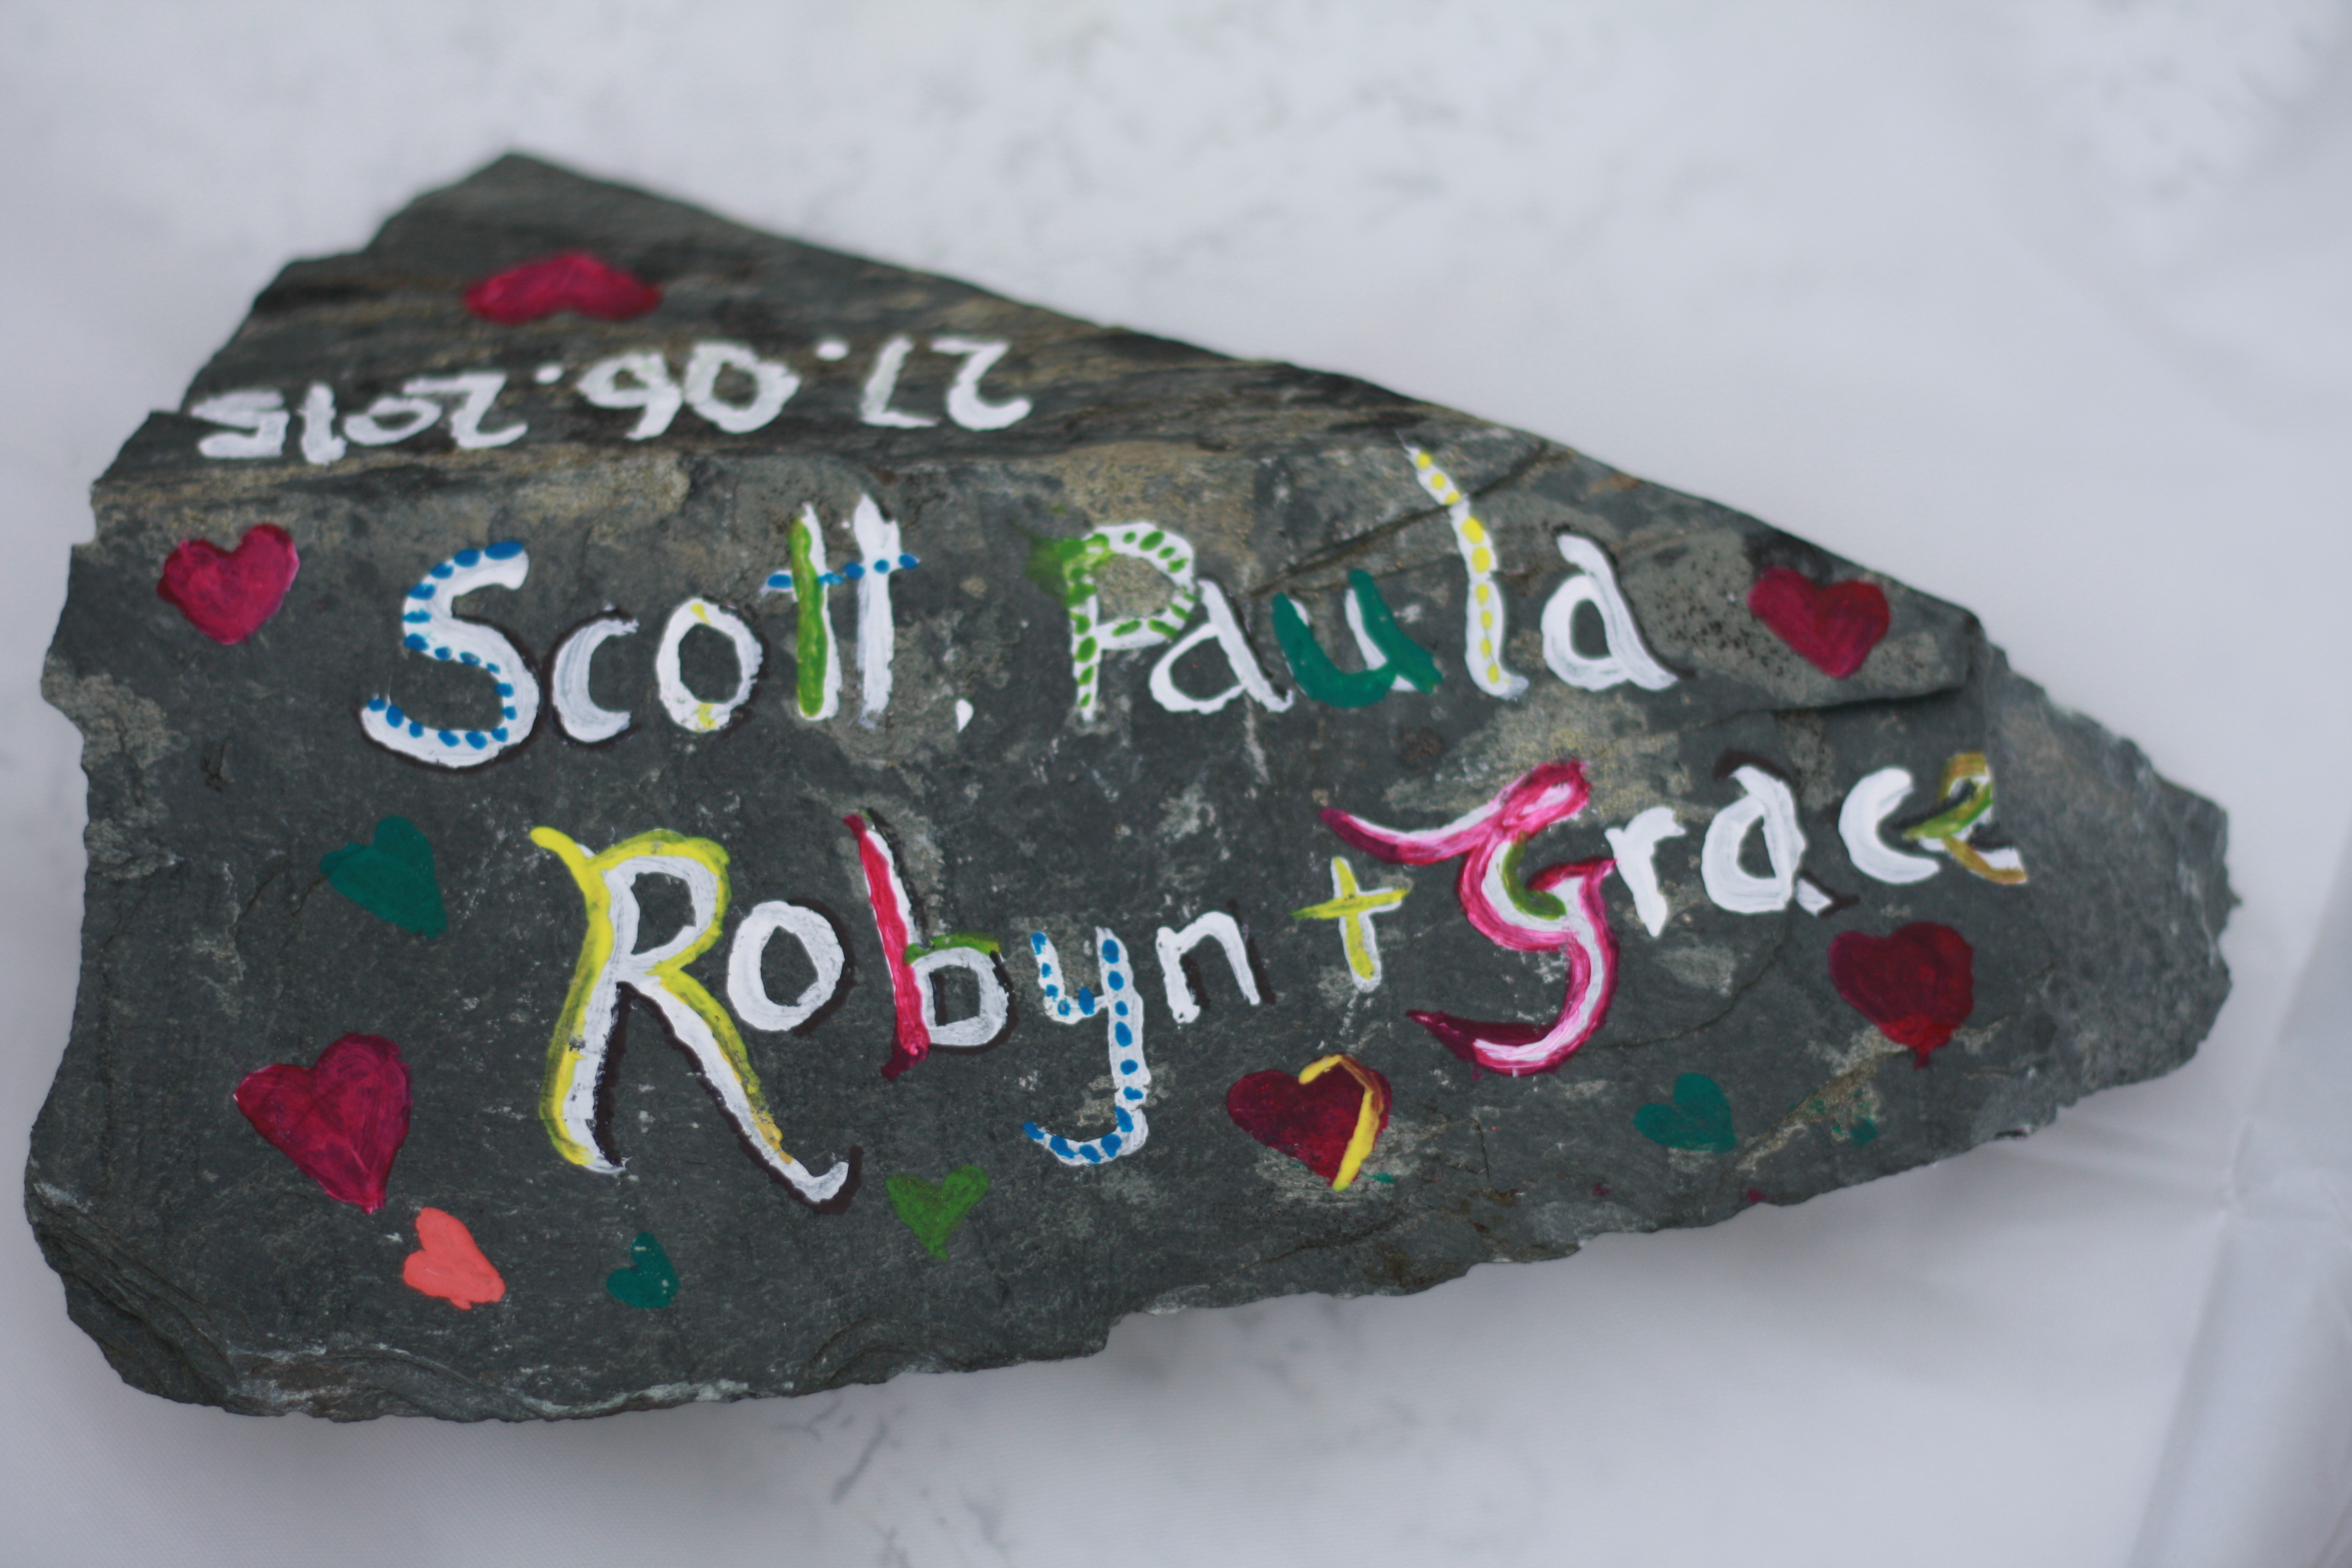 27.06.2015
Scott, Paula
Robyn + Grace